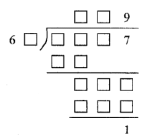 □ □ 9
6 □ □ □ □ 7
□ □
□ □ □
□ □ □
1